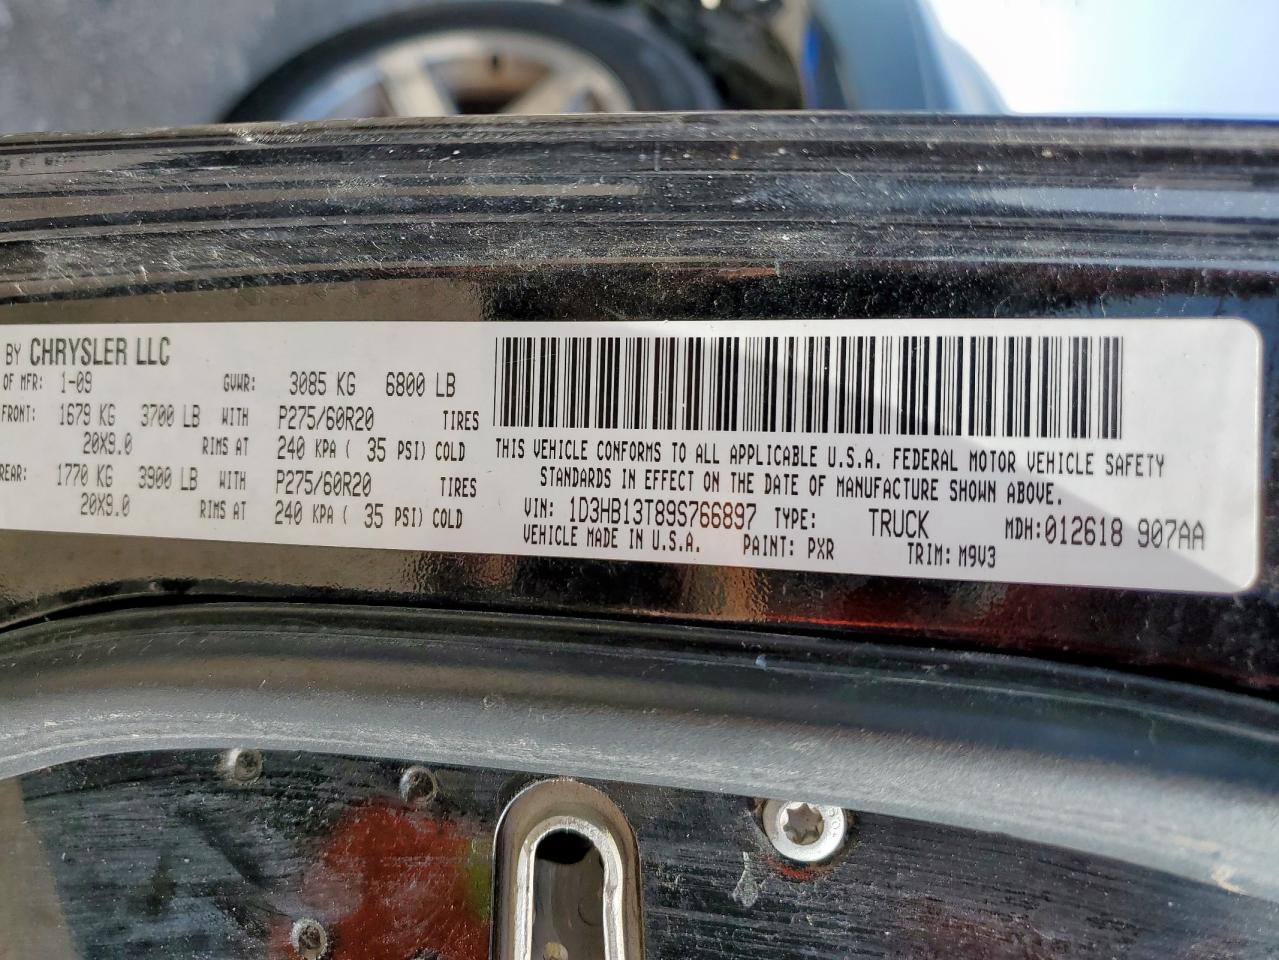 BY CHRYSLER LLC
OF MFR: 1-09 GVWR: 3085 KG 6800 LB
FRONT: 1679 KG 3700 LB WITH P275/60R20 TIRES
20X9.0 RIMS AT 240 KPA ( 35 PSI) COLD
REAR: 1770 KG 3900 LB WITH P275/60R20 TIRES
20X9.0 RIMS AT 240 KPA ( 35 PSI) COLD
THIS VEHICLE CONFORMS TO ALL APPLICABLE U.S.A. FEDERAL MOTOR VEHICLE SAFETY
STANDARDS IN EFFECT ON THE DATE OF MANUFACTURE SHOWN ABOVE.
VIN: 1D3HB13T89S766897 TYPE: TRUCK MDH:012618 907AA
VEHICLE MADE IN U.S.A. PAINT: PXR TRIM: M9V3